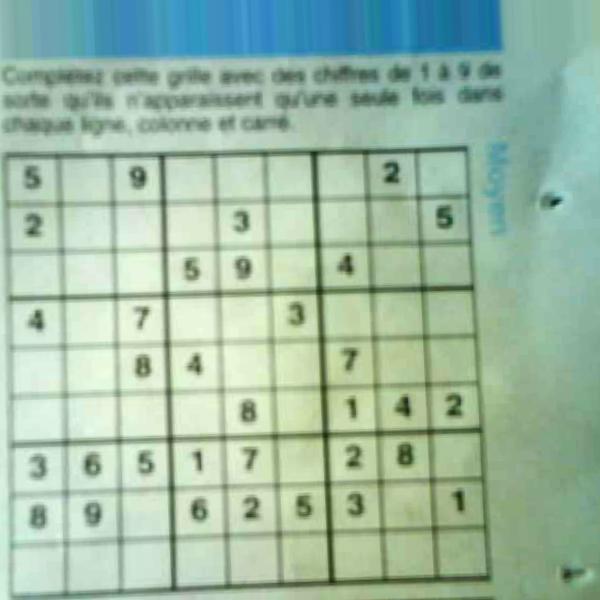 Complétez cette grille avec des chiffres de 1 à 9 de
sorte qu'ils n'apparaissent qu'une seule fois dans
chaque ligne, colonne et carré.
Moyen
5 9 2
2 3 5
5 9 4
4 7 3
8 4 7
8 1 4 2
3 6 5 1 7 2 8
8 9 6 2 5 3 1